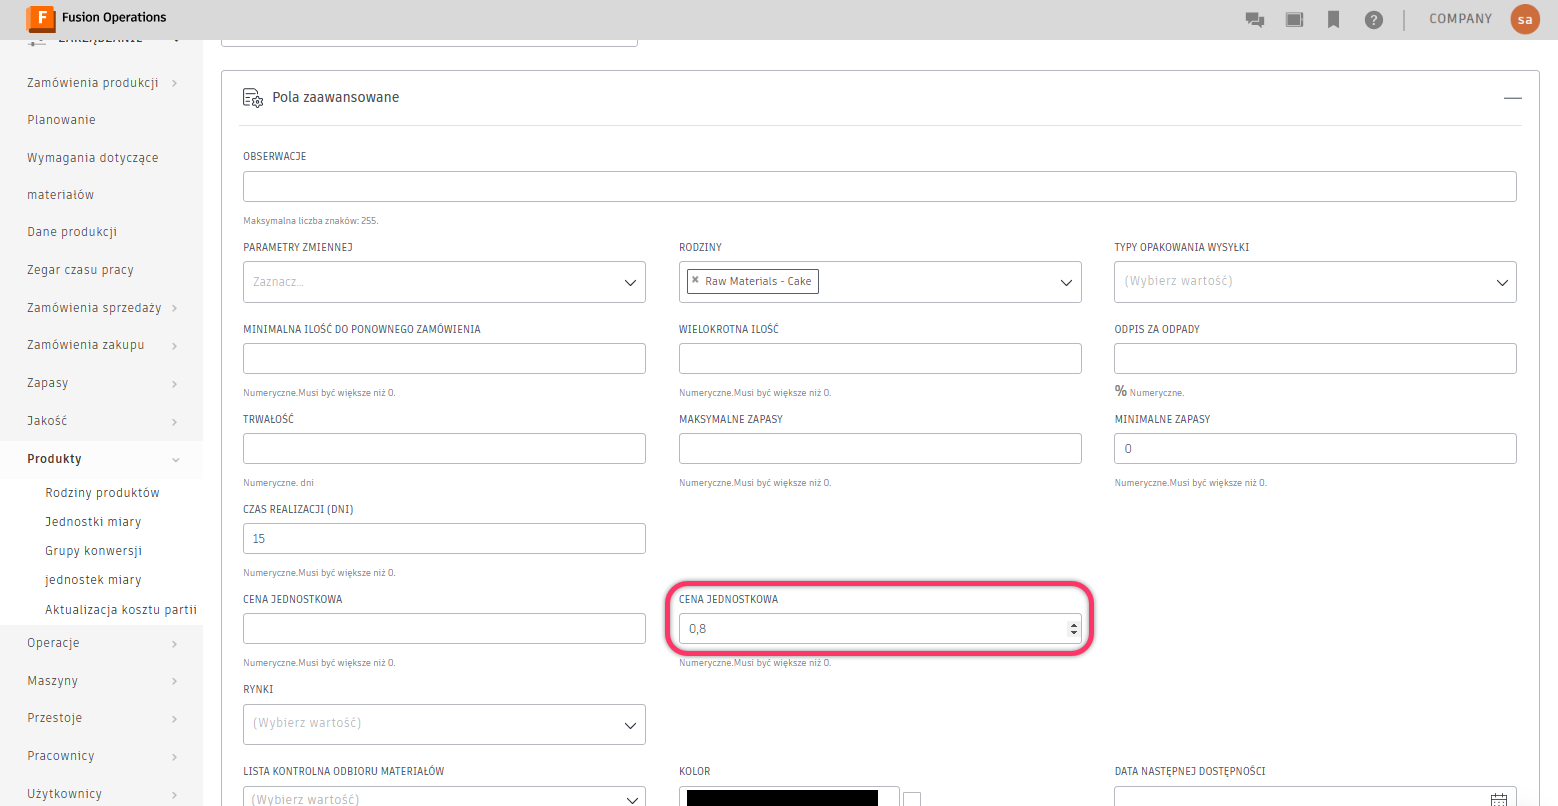 F Fusion Operations
? COMPANY sa
ZARZĄDZANIE
Zamówienia produkcji
Planowanie
Wymagania dotyczące
materiałów
Dane produkcji
Zegar czasu pracy
Zamówienia sprzedaży
Zamówienia zakupu
Zapasy
Jakość
Produkty
Rodziny produktów
Jednostki miary
Grupy konwersji
jednostek miary
Aktualizacja kosztu partii
Operacje
Maszyny
Przestoje
Pracownicy
Użytkownicy
Pola zaawansowane
OBSERWACJE
Maksymalna liczba znaków: 255.
PARAMETRY ZMIENNEJ RODZINY TYPY OPAKOWANIA WYSYŁKI
Zaznacz... × Raw Materials - Cake (Wybierz wartość)
MINIMALNA ILOŚĆ DO PONOWNEGO ZAMÓWIENIA WIELOKROTNA ILOŚĆ ODPIS ZA ODPADY
Numeryczne.Musi być większe niż 0. Numeryczne.Musi być większe niż 0. % Numeryczne.
TRWAŁOŚĆ MAKSYMALNE ZAPASY MINIMALNE ZAPASY
0
Numeryczne. dni Numeryczne.Musi być większe niż 0. Numeryczne.Musi być większe niż 0.
CZAS REALIZACJI (DNI)
15
Numeryczne.Musi być większe niż 0.
CENA JEDNOSTKOWA CENA JEDNOSTKOWA
0,8
Numeryczne.Musi być większe niż 0. Numeryczne.Musi być większe niż 0.
RYNKI
(Wybierz wartość)
LISTA KONTROLNA ODBIORU MATERIAŁÓW KOLOR DATA NASTĘPNEJ DOSTĘPNOŚCI
(Wybierz wartość)